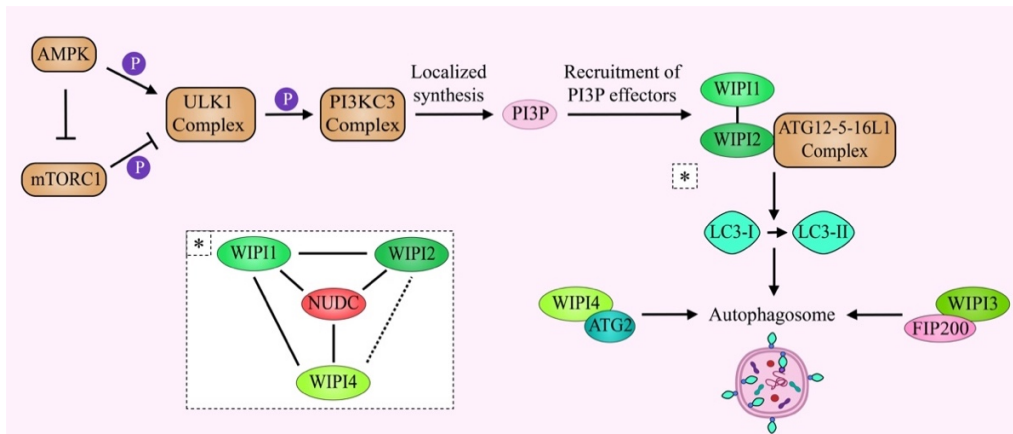 AMPK
P
ULK1
Complex
P
mTORC1
P
PI3KC3
Complex
Localized
synthesis
PI3P
Recruitment of
PI3P effectors
WIPI1
WIPI2
ATG12-5-16L1
Complex
*
LC3-I
LC3-II
*
WIPI1
WIPI2
NUDC
WIPI4
WIPI4
ATG2
Autophagosome
WIPI3
FIP200